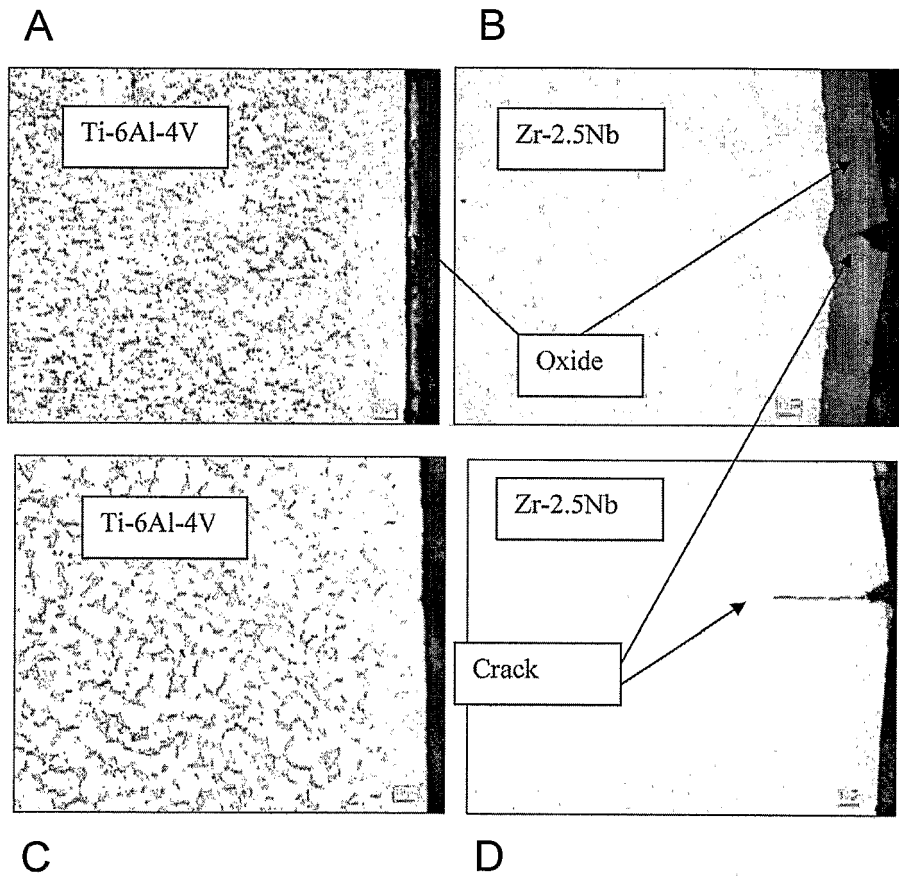 A
B
Ti-6Al-4V
Zr-2.5Nb
Oxide
Ti-6Al-4V
Zr-2.5Nb
Crack
C
D